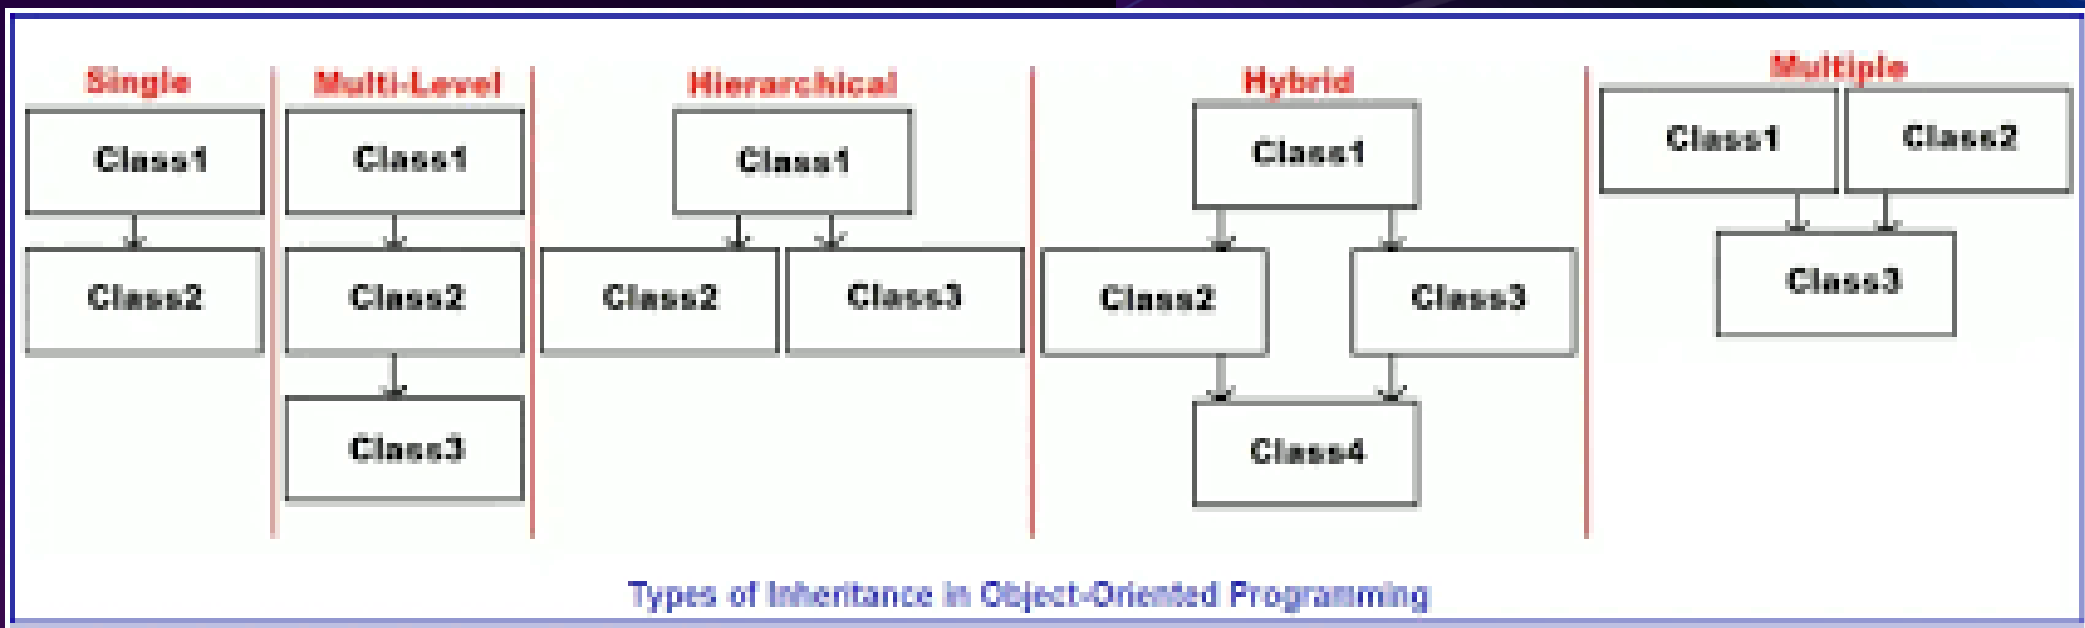 Single
Class1
Class2
Multi-Level
Class1
Class2
Class3
Hierarchical
Class1
Class2
Class3
Hybrid
Class1
Class2
Class3
Class4
Multiple
Class1
Class2
Class3
Types of Inheritance in Object-Oriented Programming